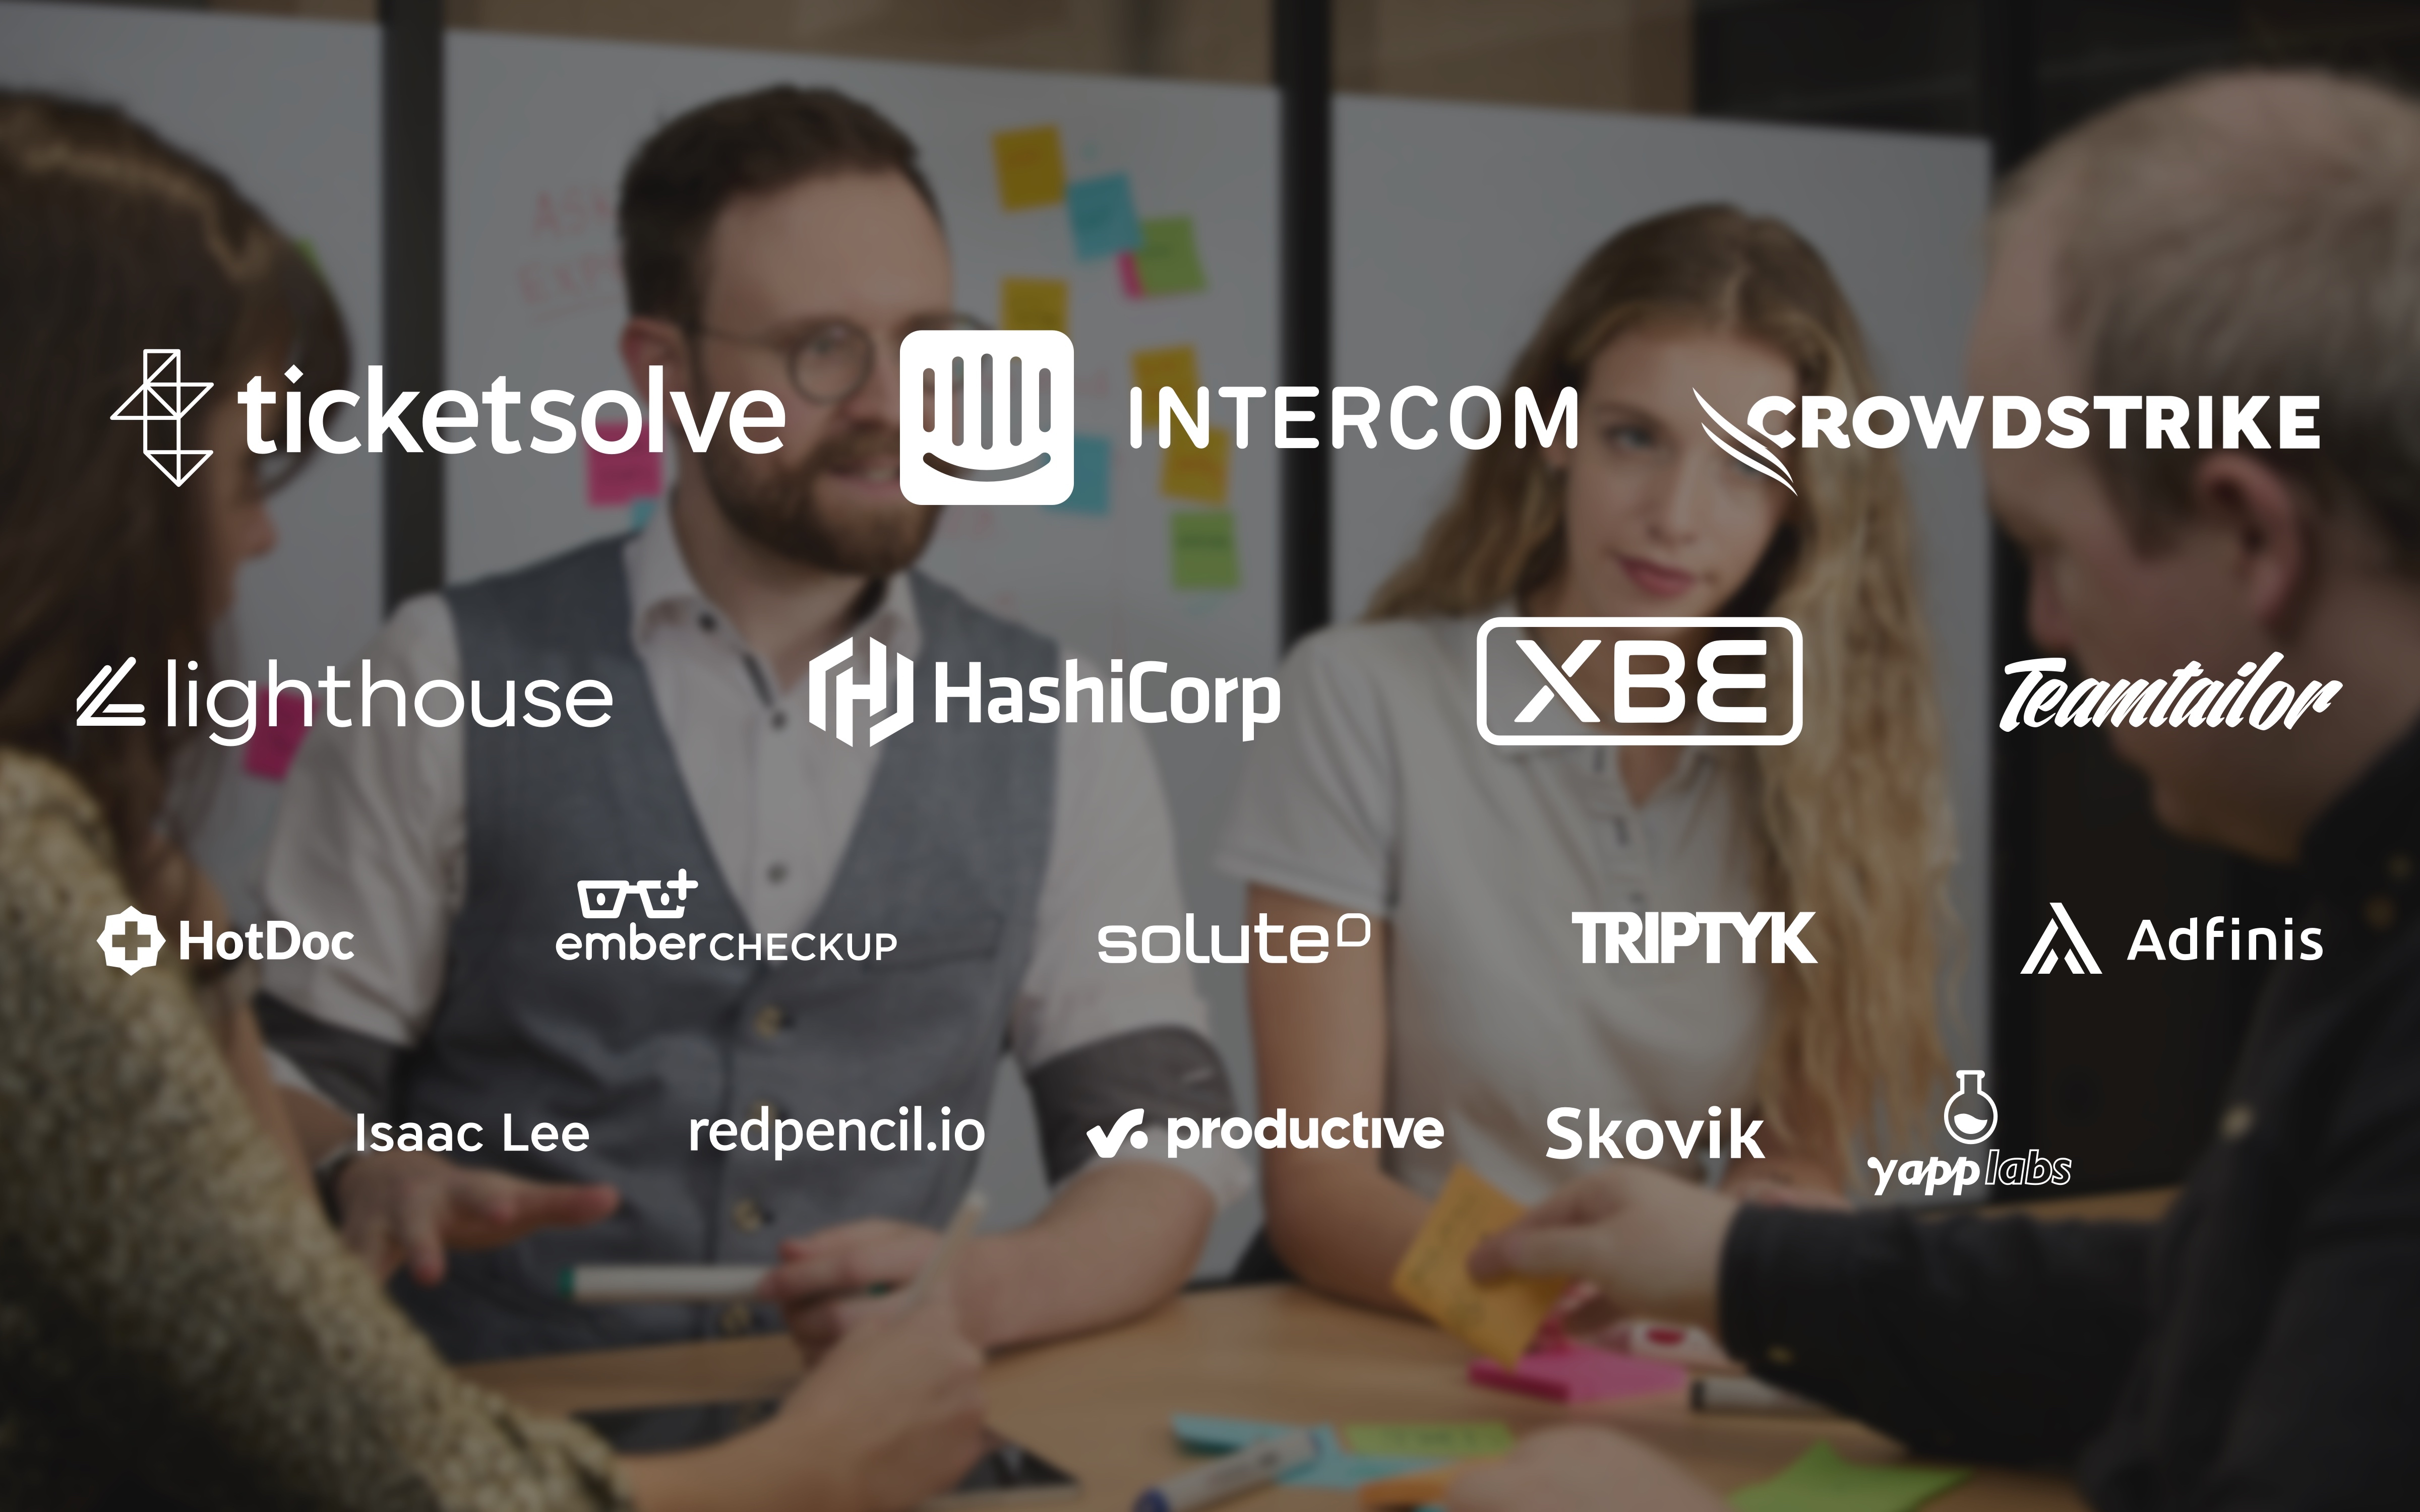 ticketsolve INTERCOM CROWDSTRIKE
lighthouse HashiCorp XBE Teamtailor
HotDoc emberCHECKUP solute TRIPTYK Adfinis
Isaac Lee redpencil.io productive Skovik yapp labs